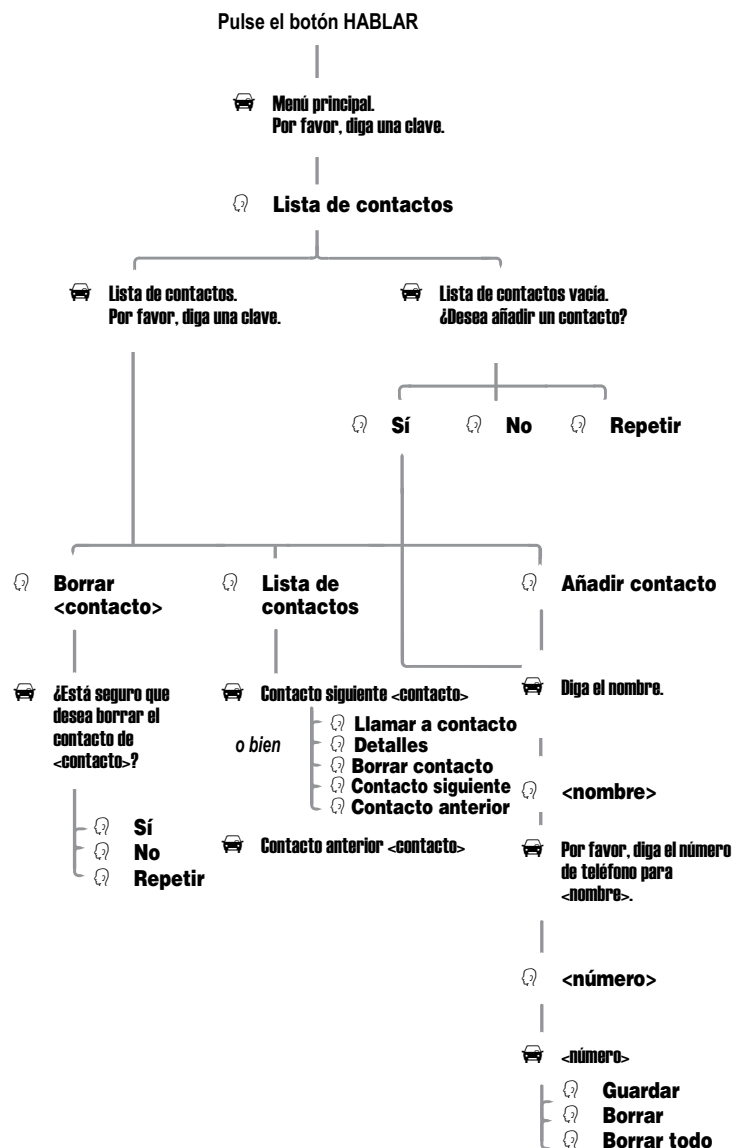 Pulse el botón HABLAR
Menú principal.
Por favor, diga una clave.
Lista de contactos
Lista de contactos.
Por favor, diga una clave.
Lista de contactos vacía.
¿Desea añadir un contacto?
Sí
No
Repetir
Borrar
<contacto>
Lista de
contactos
Añadir contacto
¿Está seguro que
desea borrar el
contacto de
<contacto>?
Sí
No
Repetir
Contacto siguiente <contacto>
o bien
Llamar a contacto
Detalles
Borrar contacto
Contacto siguiente
Contacto anterior
Contacto anterior <contacto>
Diga el nombre.
<nombre>
Por favor, diga el número
de teléfono para
<nombre>.
<número>
<número>
Guardar
Borrar
Borrar todo